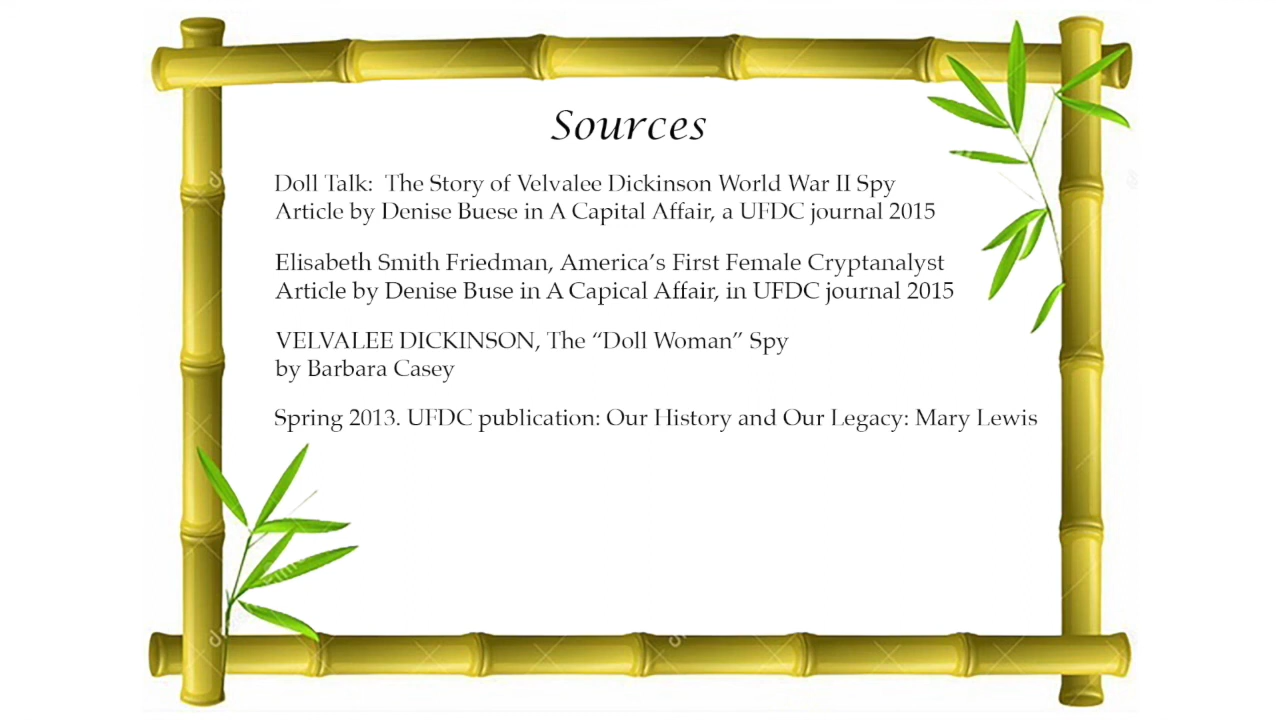 Sources
Doll Talk:  The Story of Velvalee Dickinson World War II Spy
Article by Denise Buese in A Capital Affair, a UFDC journal 2015
Elisabeth Smith Friedman, America’s First Female Cryptanalyst
Article by Denise Buse in A Capical Affair, in UFDC journal 2015
VELVALEE DICKINSON, The “Doll Woman” Spy
by Barbara Casey
Spring 2013. UFDC publication: Our History and Our Legacy: Mary Lewis